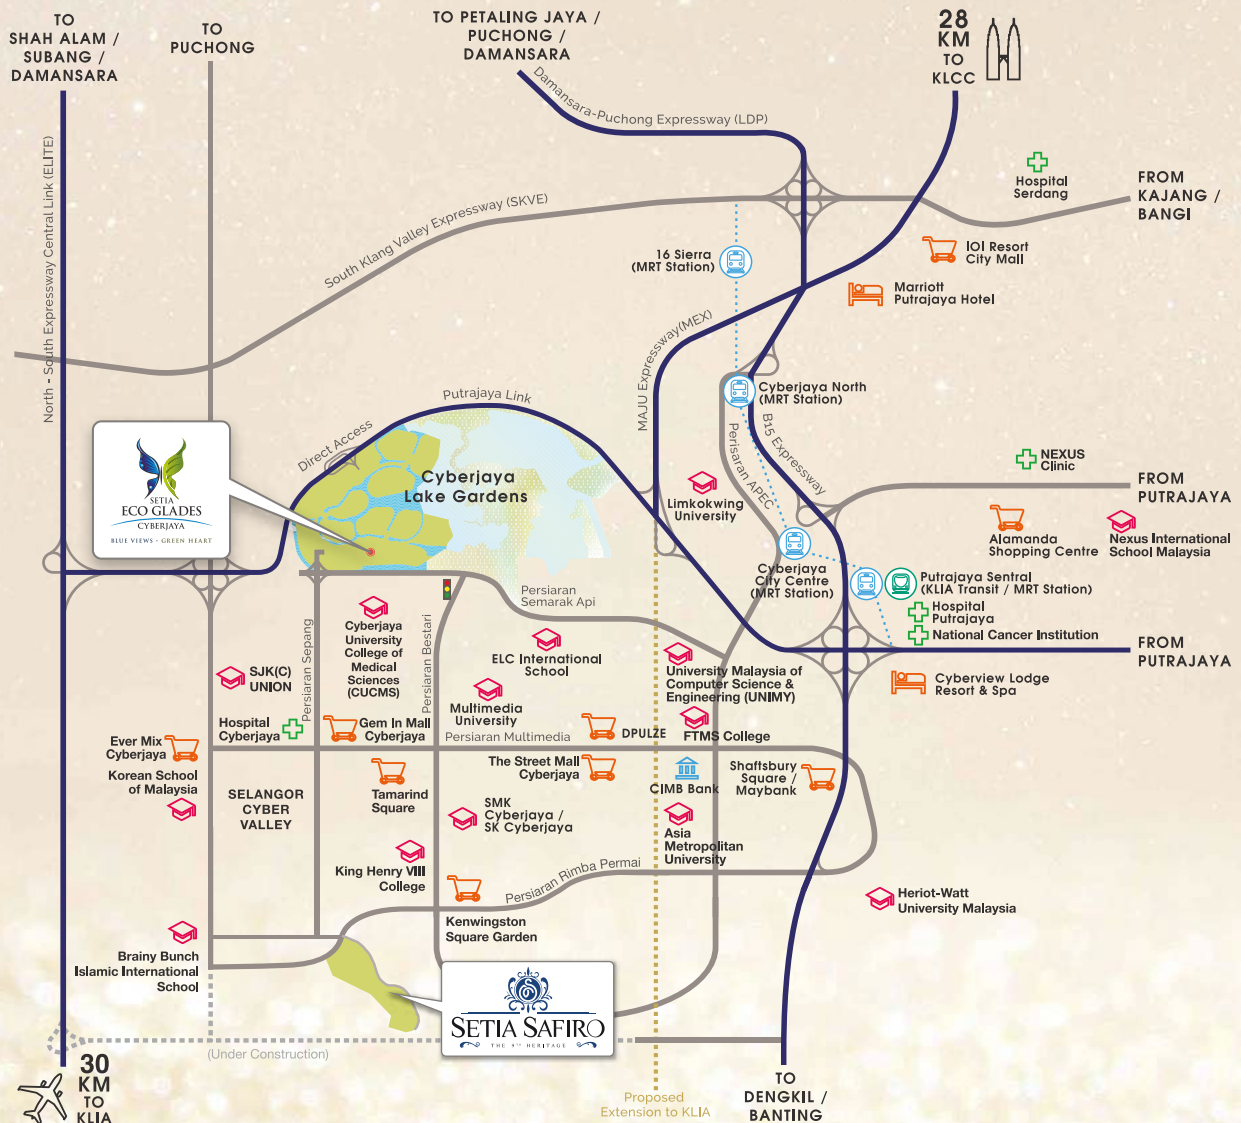 TO
SHAH ALAM /
SUBANG /
DAMANSARA
TO
PUCHONG
TO PETALING JAYA /
PUCHONG /
DAMANSARA
28
KM
TO
KLCC
Damansara-Puchong Expressway (LDP)
Hospital
Serdang
FROM
KAJANG /
BANGI
North - South Expressway Central Link (ELITE)
South Klang Valley Expressway (SKVE)
16 Sierra
(MRT Station)
IOI Resort
City Mall
Marriott
Putrajaya Hotel
MAJU Expressway(MEX)
Cyberjaya North
(MRT Station)
Putrajaya Link
Direct Access
B15 Expressway
Perisaran APEC
SETIA
ECO GLADES
CYBERJAYA
BLUE VIEWS - GREEN HEART
Cyberjaya
Lake Gardens
Limkokwing
University
NEXUS
Clinic
FROM
PUTRAJAYA
Alamanda
Shopping Centre
Nexus International
School Malaysia
Cyberjaya
City Centre
(MRT Station)
Putrajaya Sentral
(KLIA Transit / MRT Station)
Hospital
Putrajaya
National Cancer Institution
FROM
PUTRAJAYA
Cyberview Lodge
Resort & Spa
Persiaran
Semarak Api
Persiaran Sepang
Cyberjaya
University
College of
Medical
Sciences
(CUCMS)
Persiaran Bestari
ELC International
School
SJK(C)
UNION
University Malaysia of
Computer Science &
Engineering (UNIMY)
Multimedia
University
Hospital
Cyberjaya
Gem In Mall
Cyberjaya
Persiaran Multimedia
DPULZE
FTMS College
Ever Mix
Cyberjaya
Korean School
of Malaysia
The Street Mall
Cyberjaya
CIMB Bank
Shaftsbury
Square /
Maybank
SELANGOR
CYBER
VALLEY
Tamarind
Square
SMK
Cyberjaya /
SK Cyberjaya
Asia
Metropolitan
University
King Henry VIII
College
Persiaran Rimba Permai
Heriot-Watt
University Malaysia
Kenwingston
Square Garden
Brainy Bunch
Islamic International
School
S
SETIA SAFIRO
THE 9TH HERITAGE
(Under Construction)
30
KM
TO
KLIA
Proposed
Extension to KLIA
TO
DENGKIL /
BANTING